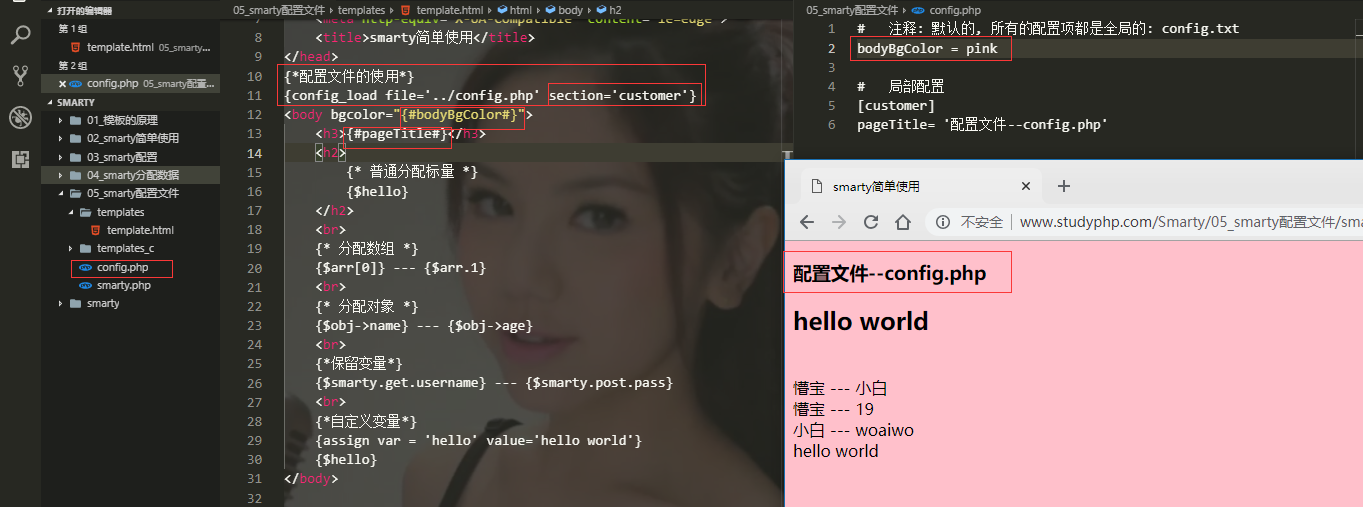 打开的编辑器
第 1 组
template.html 05_smarty...
第 2 组
config.php 05_smarty配置...
SMARTY
01_模板的原理
02_smarty简单使用
03_smarty配置
04_smarty分配数据
05_smarty配置文件
templates
template.html
templates_c
config.php
smarty.php
smarty
05_smarty配置文件 › templates › template.html › html › body › h2
7 <meta http-equiv="X-UA-Compatible" content="ie=edge">
8 <title>smarty简单使用</title>
9 </head>
10 {*配置文件的使用*}
11 {config_load file='../config.php' section='customer'}
12 <body bgcolor="{#bodyBgColor#}">
13 <h3>{#pageTitle#}</h3>
14 <h2>
15 {* 普通分配标量 *}
16 {$hello}
17 </h2>
18 <br>
19 {* 分配数组 *}
20 {$arr[0]} --- {$arr.1}
21 <br>
22 {* 分配对象 *}
23 {$obj->name} --- {$obj->age}
24 <br>
25 {*保留变量*}
26 {$smarty.get.username} --- {$smarty.post.pass}
27 <br>
28 {*自定义变量*}
29 {assign var = 'hello' value='hello world'}
30 {$hello}
31 </body>
32
05_smarty配置文件 › config.php
1 # 注释: 默认的, 所有的配置项都是全局的: config.txt
2 bodyBgColor = pink
3
4 # 局部配置
5 [customer]
6 pageTitle= '配置文件--config.php'
smarty简单使用
不安全 | www.studyphp.com/Smarty/05_smarty配置文件/sma
配置文件--config.php
hello world
懵宝 --- 小白
懵宝 --- 19
小白 --- woaiwo
hello world